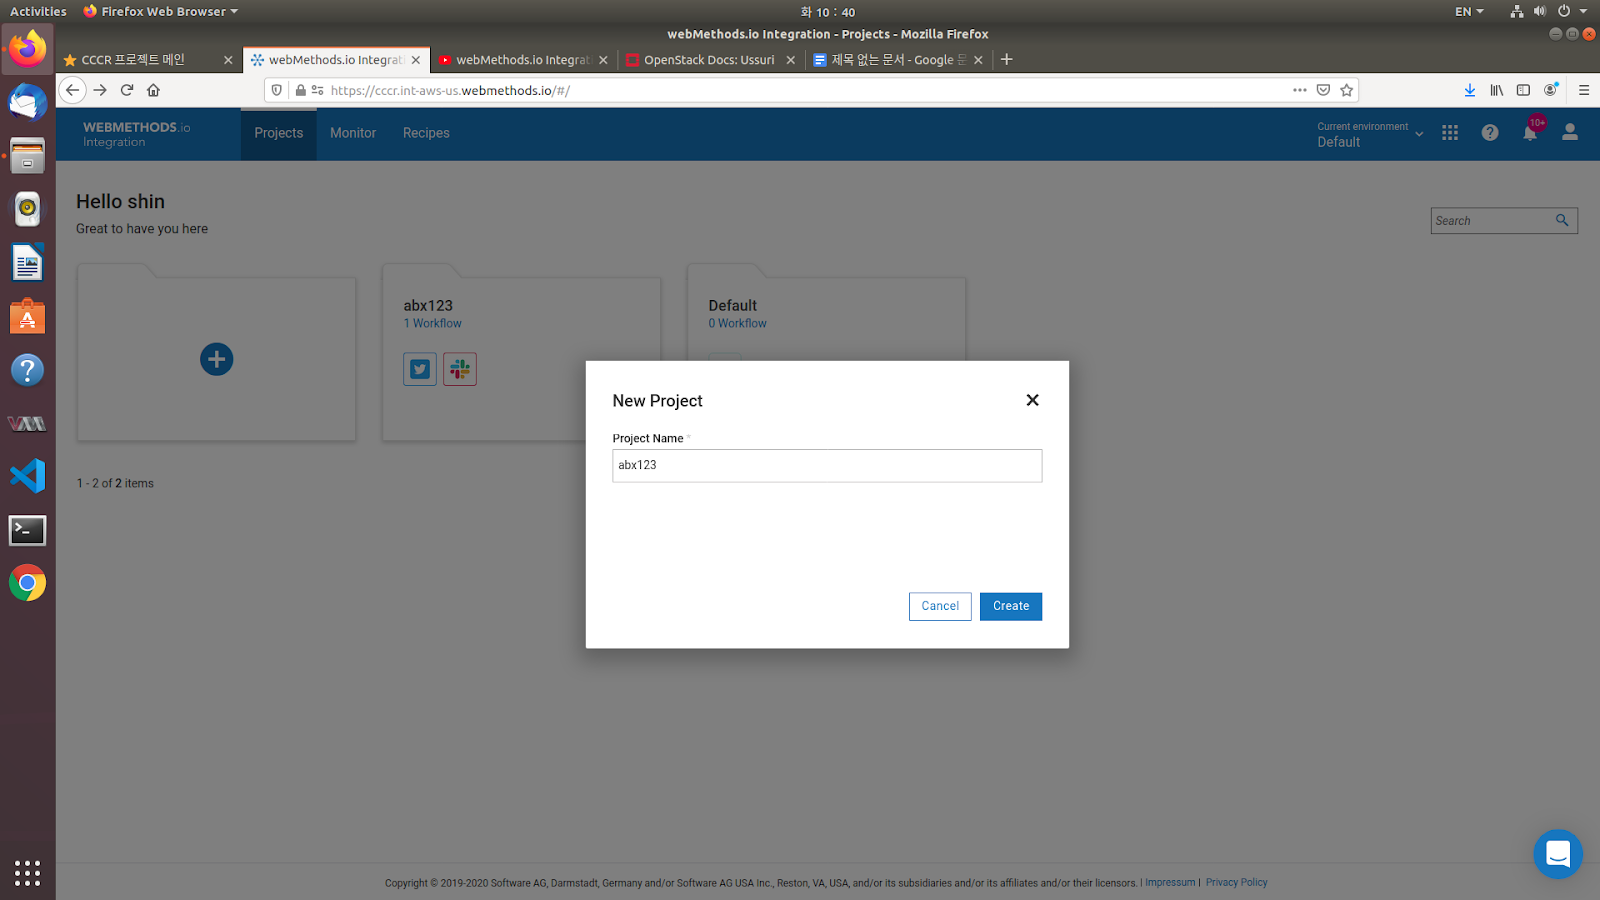 Activities
Firefox Web Browser
화 10 : 40
EN
webMethods.io Integration - Projects - Mozilla Firefox
CCCR 프로젝트 메인
webMethods.io Integrati
webMethods.io Integrat
OpenStack Docs: Ussuri
제목 없는 문서 - Google 문
https://cccr.int-aws-us.webmethods.io/#/
WEBMETHODS.io
Integration
Projects
Monitor
Recipes
Current environment
Default
10+
Hello shin
Great to have you here
Search
abx123
1 Workflow
Default
0 Workflow
New Project
Project Name *
abx123
Cancel
Create
1 - 2 of 2 items
Copyright © 2019-2020 Software AG, Darmstadt, Germany and/or Software AG USA Inc., Reston, VA, USA, and/or its subsidiaries and/or its affiliates and/or their licensors. | Impressum | Privacy Policy